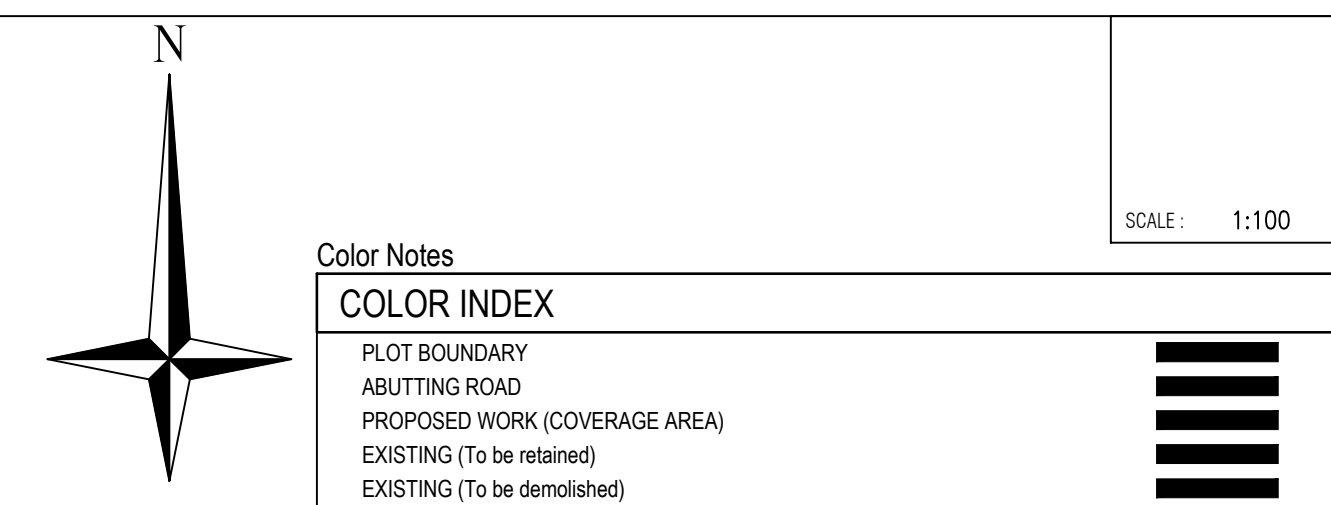 N
SCALE : 1:100
Color Notes
COLOR INDEX
PLOT BOUNDARY
ABUTTING ROAD
PROPOSED WORK (COVERAGE AREA)
EXISTING (To be retained)
EXISTING (To be demolished)